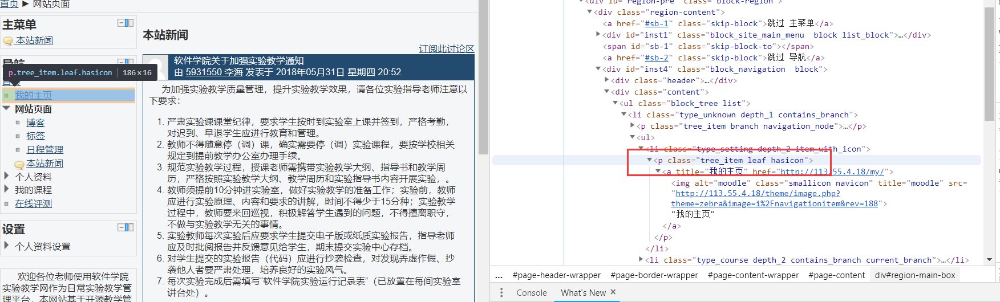 首页 ► 网站页面
主菜单
本站新闻
导航
p.tree_item.leaf.hasicon 186×16
首页
我的主页
网站页面
博客
标签
日程管理
本站新闻
个人资料
我的课程
在线评测
设置
个人资料设置
欢迎各位老师使用软件学院
实验教学网作为日常实验教学管
理平台，本网站基于开源教学管
本站新闻
订阅此讨论区
软件学院关于加强实验教学通知
由 5931550 李海 发表于 2018年05月31日 星期四 20:52
为加强实验教学质量管理，提升实验教学效果，请各位实验指导老师注意以
下要求：
1. 严肃实验课课堂纪律，要求学生按时到实验室上课并签到，严格考勤，
对迟到、早退学生应进行教育和管理。
2. 教师不得随意停（调）课，确实需要停（调）实验课程，要按学校相关
规定到提前教学办公室办理手续。
3. 规范实验教学过程，授课老师需携带实验教学大纲、指导书和教学周
历，严格按照实验教学大纲、教学周历和实验指导书内容开展实验，。
4. 教师须提前10分钟进实验室，做好实验教学的准备工作；实验前，教师
应进行实验原理、内容和要求的讲解，时间不得少于15分钟；实验教学
过程中，教师要来回巡视，积极解答学生遇到的问题，不得擅离职守，
不做与实验教学无关的事情。
5. 实验教师每次实验后应要求学生提交电子版或纸质实验报告，指导老师
应及时批阅报告并反馈意见给学生，期末提交实验中心存档。
6. 对学生提交的实验报告（代码）应进行抄袭检查，对发现弄虚作假、抄
袭他人者要严肃处理，培养良好的实验风气。
7. 每次实验完成后需填写“软件学院实验运行记录表”（已放置在每间实验室
讲台处）。
<div id="region-pre" class="block-region">
<div class="region-content">
<a href="#sb-1" class="skip-block">跳过 主菜单</a>
<div id="inst1" class="block_site_main_menu  block list_block">…</div>
<span id="sb-1" class="skip-block-to"></span>
<a href="#sb-2" class="skip-block">跳过 导航</a>
<div id="inst4" class="block_navigation  block">
<div class="header">…</div>
<div class="content">
<ul class="block_tree list">
<li class="type_unknown depth_1 contains_branch">
<p class="tree_item branch navigation_node">…</p>
<ul>
<li class="type_setting depth_2 item_with_icon">
<p class="tree_item leaf hasicon">
<a title="我的主页" href="http://113.55.4.18/my/">
<img alt="moodle" class="smallicon navicon" title="moodle" src=
"http://113.55.4.18/theme/image.php?
theme=zebra&image=i%2Fnavigationitem&rev=188">
"我的主页"
</a>
</p>
</li>
<li class="type_course depth_2 contains_branch current_branch">…</li>
... #page-header-wrapper #page-border-wrapper #page-content-wrapper #page-content div#region-main-box
Console What's New ×